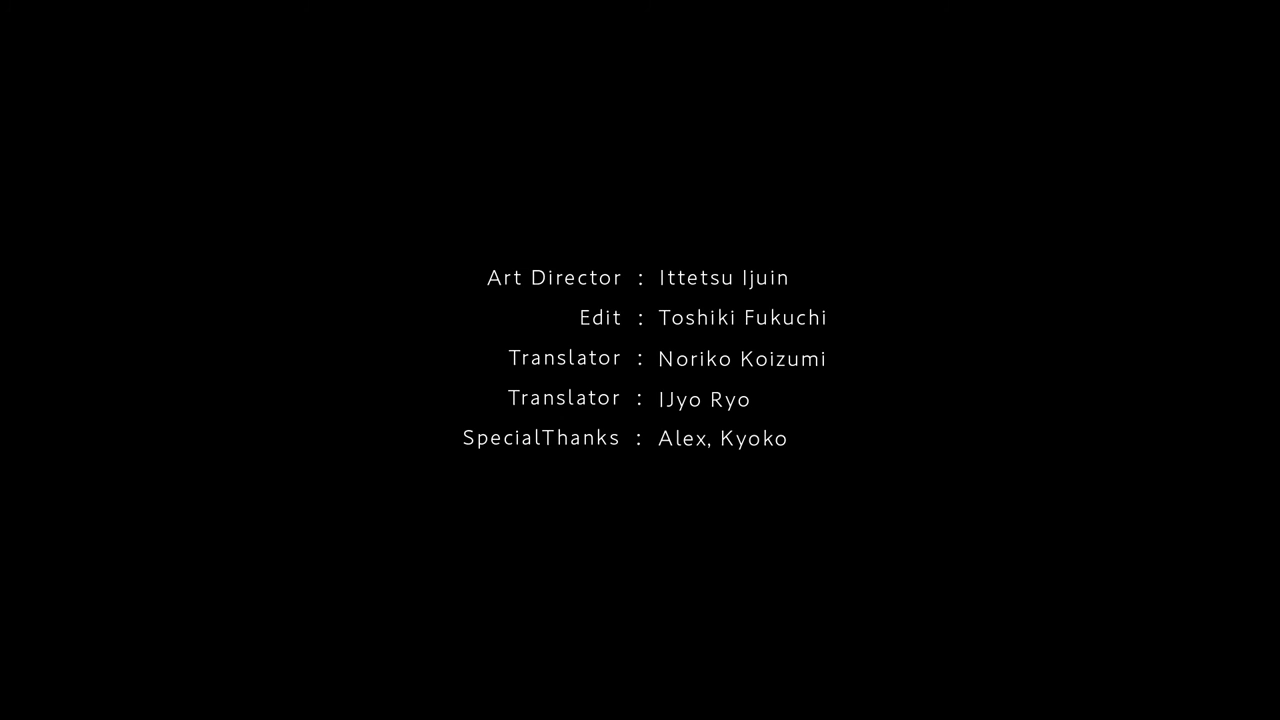 Art Director : Ittetsu Ijuin
Edit : Toshiki Fukuchi
Translator : Noriko Koizumi
Translator : IJyo Ryo
SpecialThanks : Alex, Kyoko